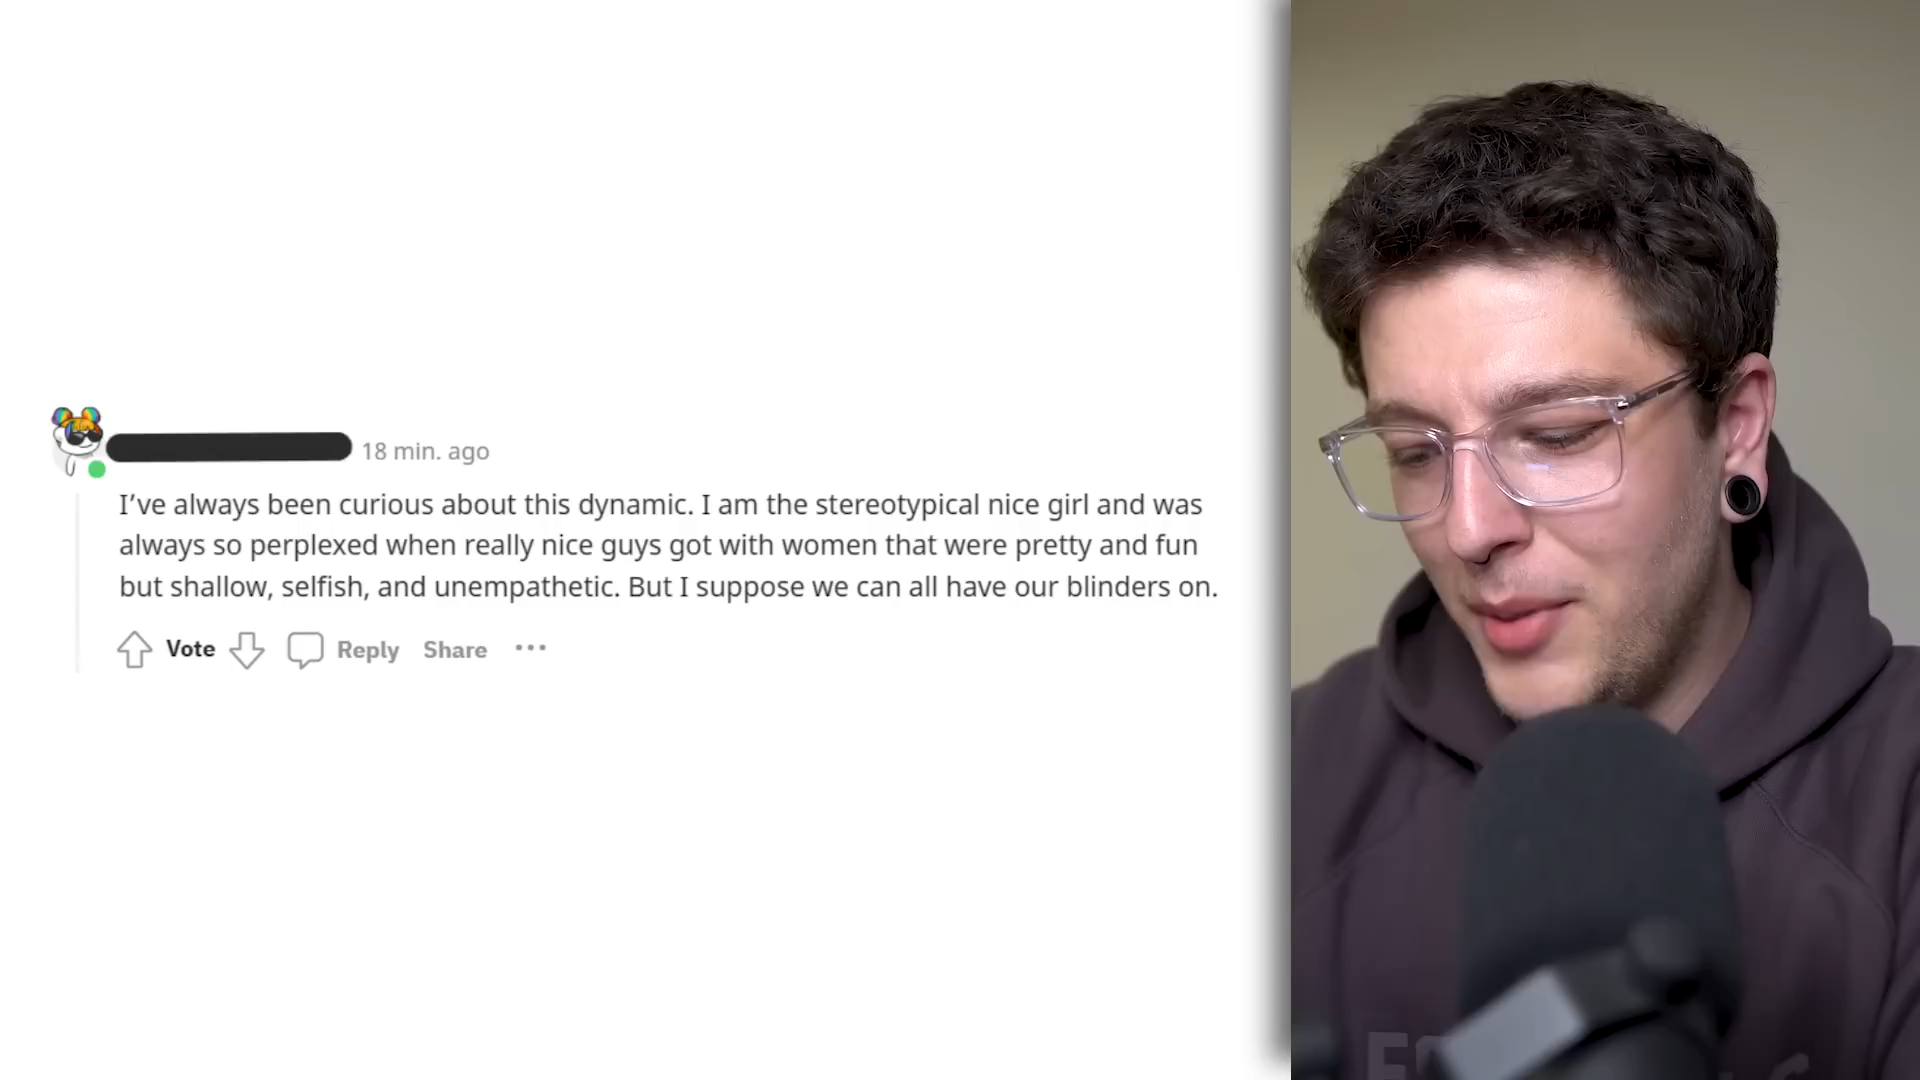 18 min. ago
I’ve always been curious about this dynamic. I am the stereotypical nice girl and was
always so perplexed when really nice guys got with women that were pretty and fun
but shallow, selfish, and unempathetic. But I suppose we can all have our blinders on.
Vote Reply Share